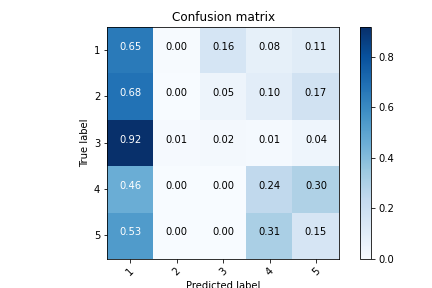 Confusion matrix
1 0.65 0.00 0.16 0.08 0.11
2 0.68 0.00 0.05 0.10 0.17
3 0.92 0.01 0.02 0.01 0.04
4 0.46 0.00 0.00 0.24 0.30
5 0.53 0.00 0.00 0.31 0.15
True label
1 2 3 4 5
Predicted label
0.8
0.6
0.4
0.2
0.0